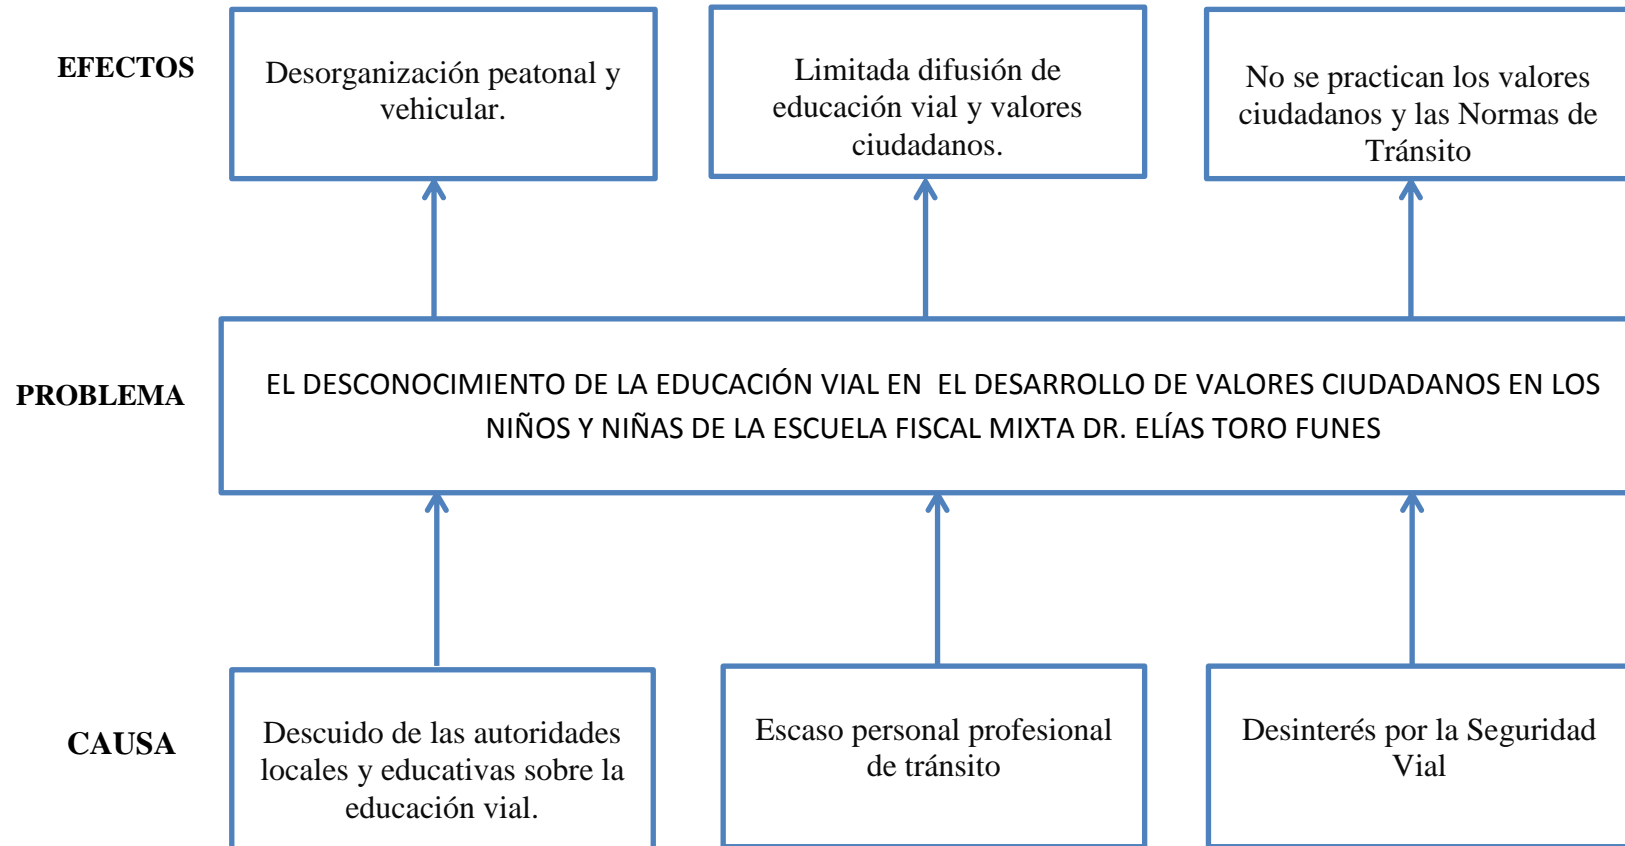 EFECTOS
Desorganización peatonal y
vehicular.
Limitada difusión de
educación vial y valores
ciudadanos.
No se practican los valores
ciudadanos y las Normas de
Tránsito
PROBLEMA
EL DESCONOCIMIENTO DE LA EDUCACIÓN VIAL EN  EL DESARROLLO DE VALORES CIUDADANOS EN LOS
NIÑOS Y NIÑAS DE LA ESCUELA FISCAL MIXTA DR. ELÍAS TORO FUNES
CAUSA
Descuido de las autoridades
locales y educativas sobre la
educación vial.
Escaso personal profesional
de tránsito
Desinterés por la Seguridad
Vial